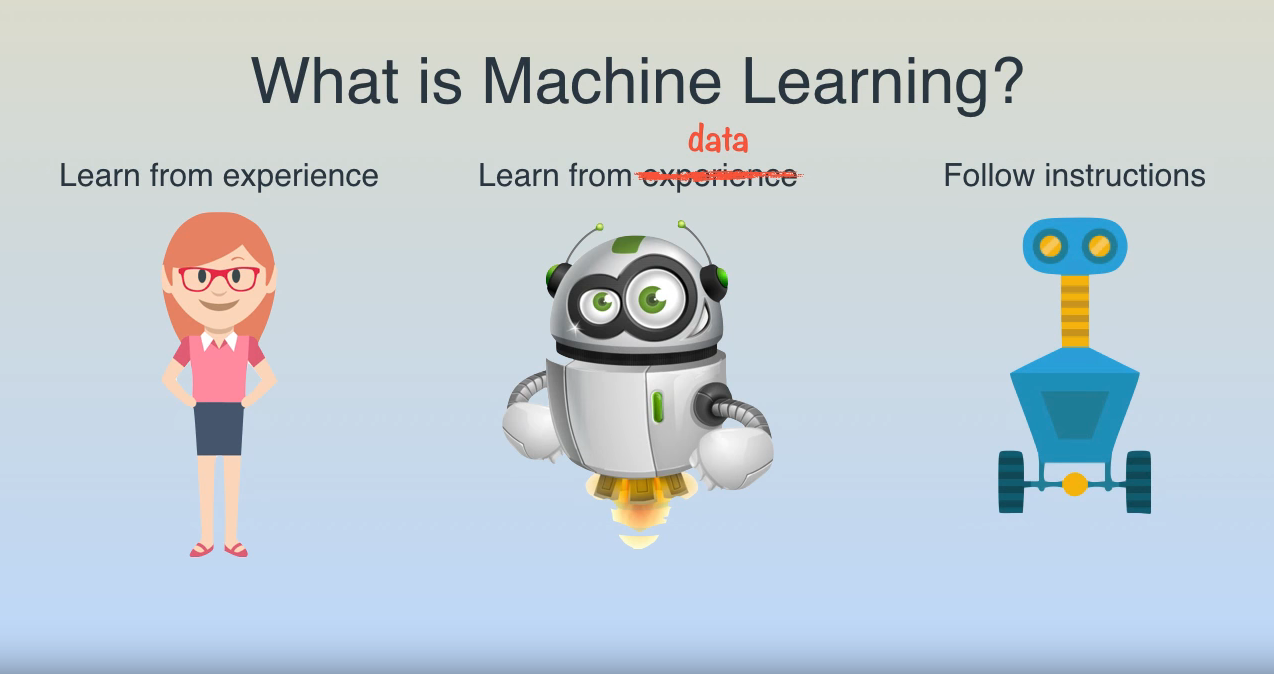 What is Machine Learning?
data
Learn from experience
Learn from experience
Follow instructions